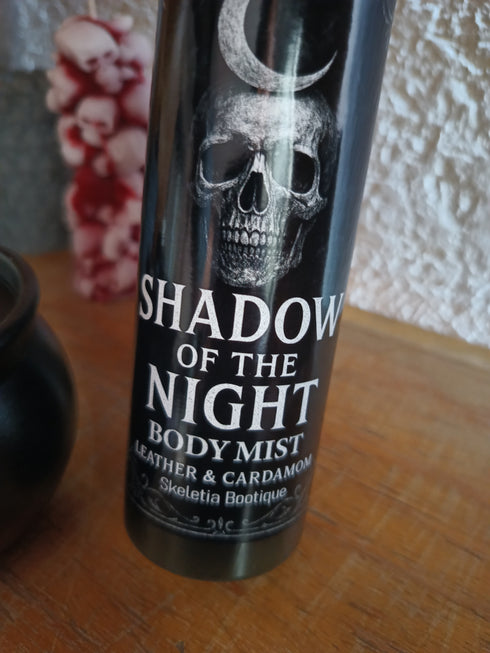 SHADOW
OF THE
NIGHT
BODY MIST
LEATHER & CARDAMOM
Skeletia Bootique